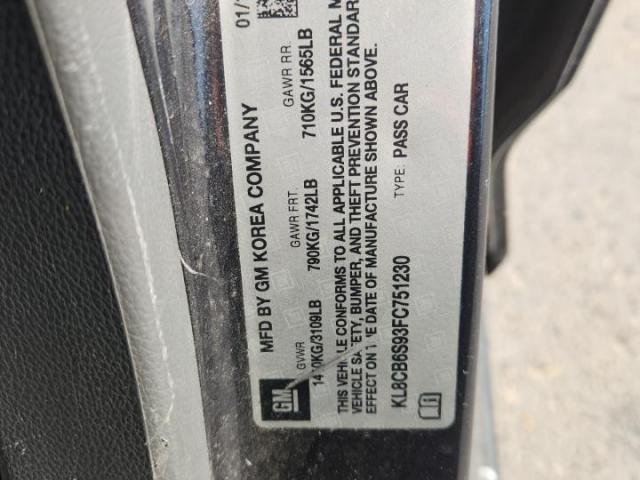 01/
MFD BY GM KOREA COMPANY
GVWR GAWR FRT. GAWR RR.
790KG/1742LB 710KG/1565LB
THIS VEHICLE CONFORMS TO ALL APPLICABLE U.S. FEDERAL
VEHICLE SAFETY, BUMPER, AND THEFT PREVENTION STANDAR
EFFECT ON THE DATE OF MANUFACTURE SHOWN ABOVE.
KL8CB6S93FC751230 TYPE: PASS CAR
GM